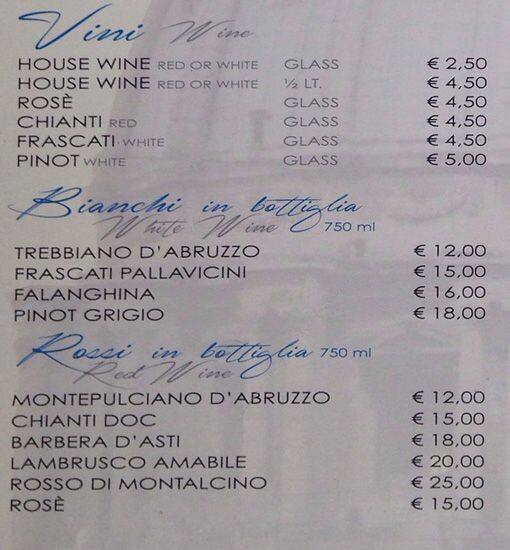 Vini Wine
HOUSE WINE RED OR WHITE GLASS € 2,50
HOUSE WINE RED OR WHITE ½ LT. € 4,50
ROSÈ GLASS € 4,50
CHIANTI RED GLASS € 4,50
FRASCATI WHITE GLASS € 4,50
PINOT WHITE GLASS € 5,00
Bianchi in bottiglia
White Wine 750 ml
TREBBIANO D'ABRUZZO € 12,00
FRASCATI PALLAVICINI € 15,00
FALANGHINA € 16,00
PINOT GRIGIO € 18,00
Rossi in bottiglia 750 ml
Red Wine
MONTEPULCIANO D'ABRUZZO € 12,00
CHIANTI DOC € 15,00
BARBERA D'ASTI € 18,00
LAMBRUSCO AMABILE € 20,00
ROSSO DI MONTALCINO € 25,00
ROSÈ € 15,00